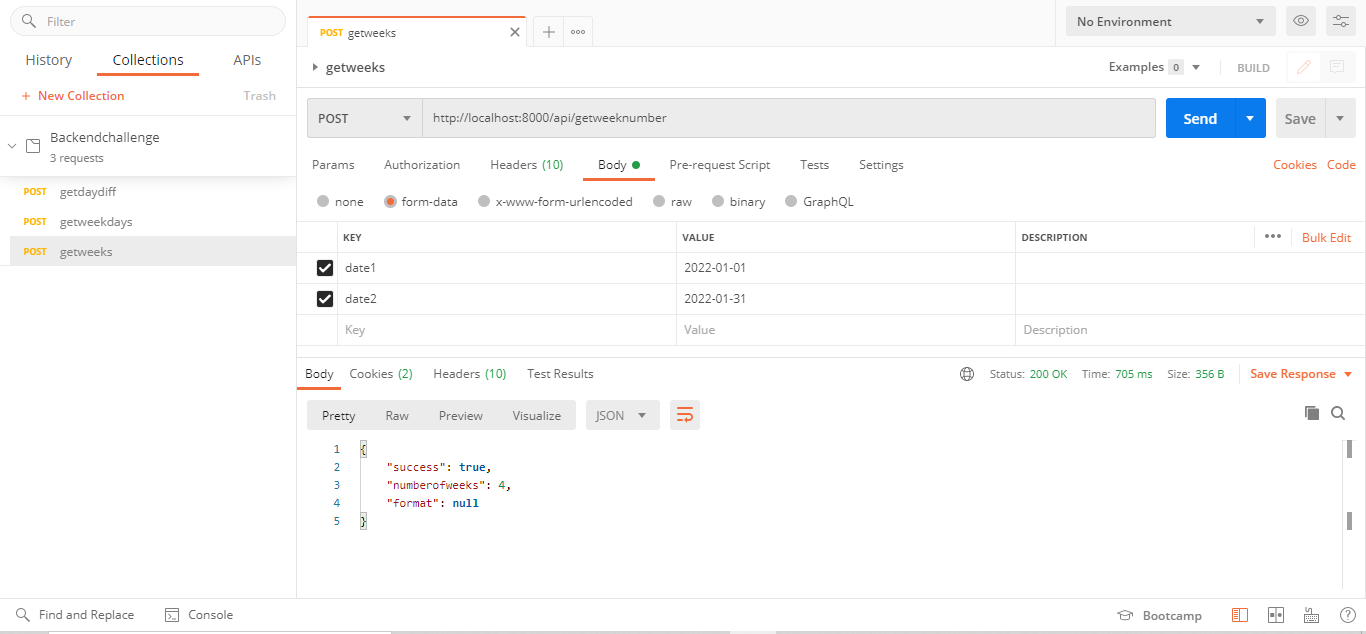 Filter
History Collections APIs
+ New Collection Trash
Backendchallenge
3 requests
POST getdaydiff
POST getweekdays
POST getweeks
POST getweeks
No Environment
getweeks
Examples 0 BUILD
POST http://localhost:8000/api/getweeknumber Send Save
Params Authorization Headers (10) Body Pre-request Script Tests Settings Cookies Code
none form-data x-www-form-urlencoded raw binary GraphQL
KEY VALUE DESCRIPTION Bulk Edit
date1 2022-01-01
date2 2022-01-31
Key Value Description
Body Cookies (2) Headers (10) Test Results Status: 200 OK Time: 705 ms Size: 356 B Save Response
Pretty Raw Preview Visualize JSON
1 {
2 "success": true,
3 "numberofweeks": 4,
4 "format": null
5 }
Find and Replace Console Bootcamp